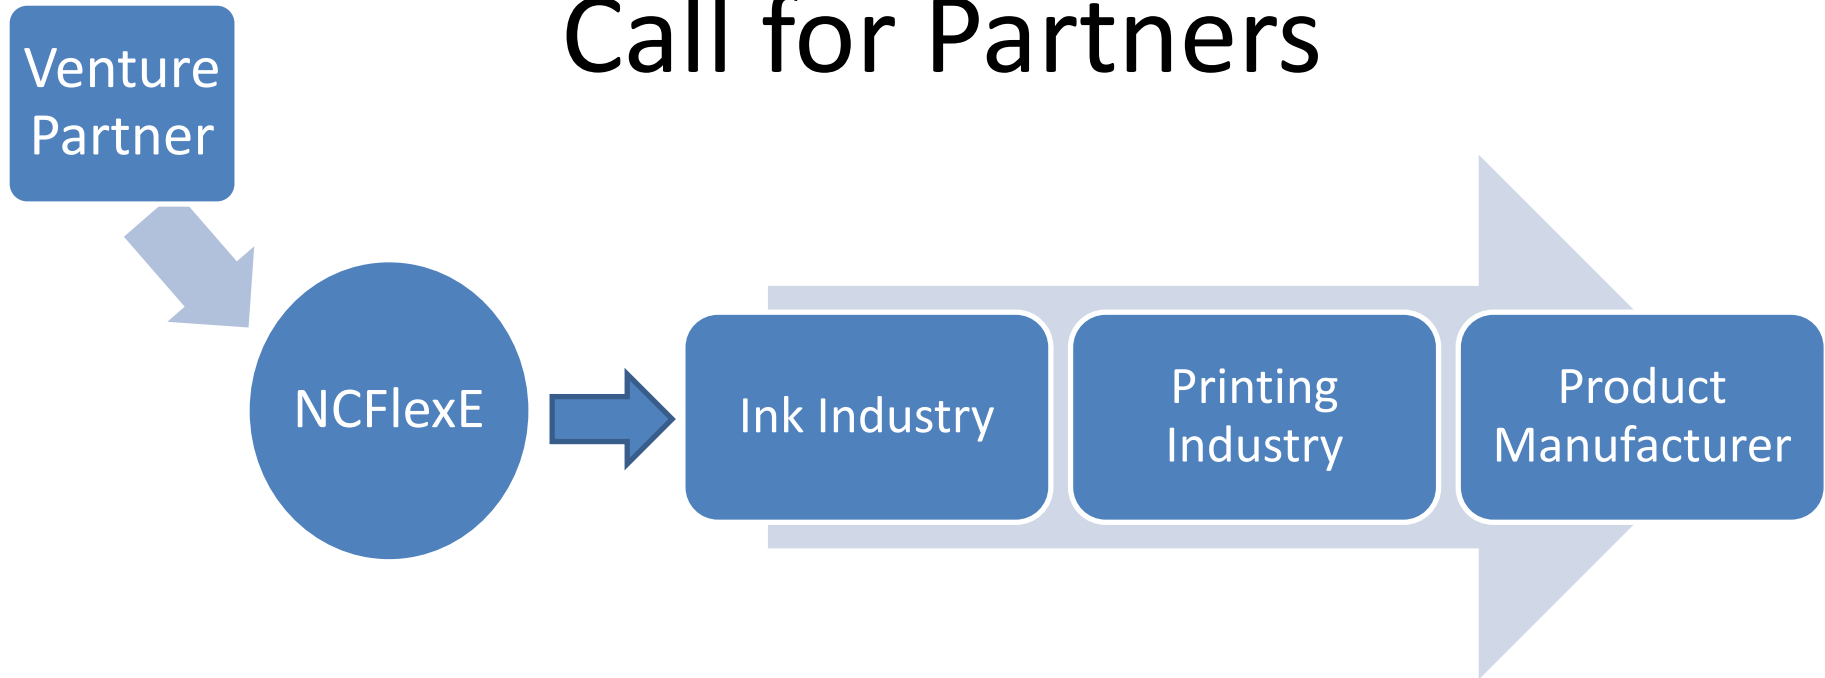 Call for Partners
Venture
Partner
NCFlexE
Ink Industry
Printing
Industry
Product
Manufacturer